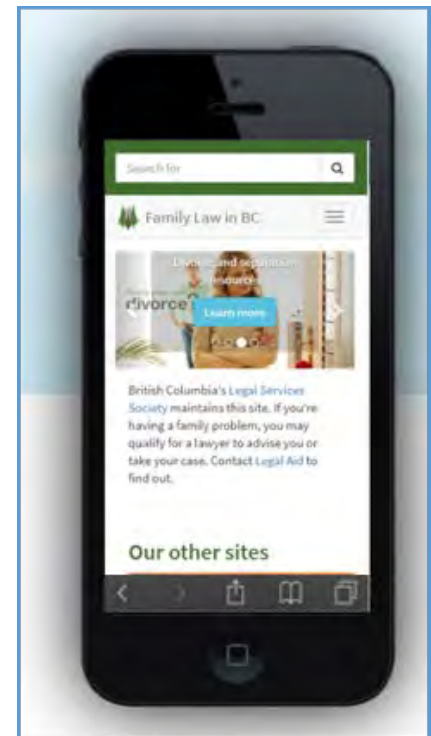 Search for
Family Law in BC
Divorce and separation
resources
divorce?
Learn more
British Columbia's Legal Services
Society maintains this site. If you're
having a family problem, you may
qualify for a lawyer to advise you or
take your case. Contact Legal Aid to
find out.
Our other sites